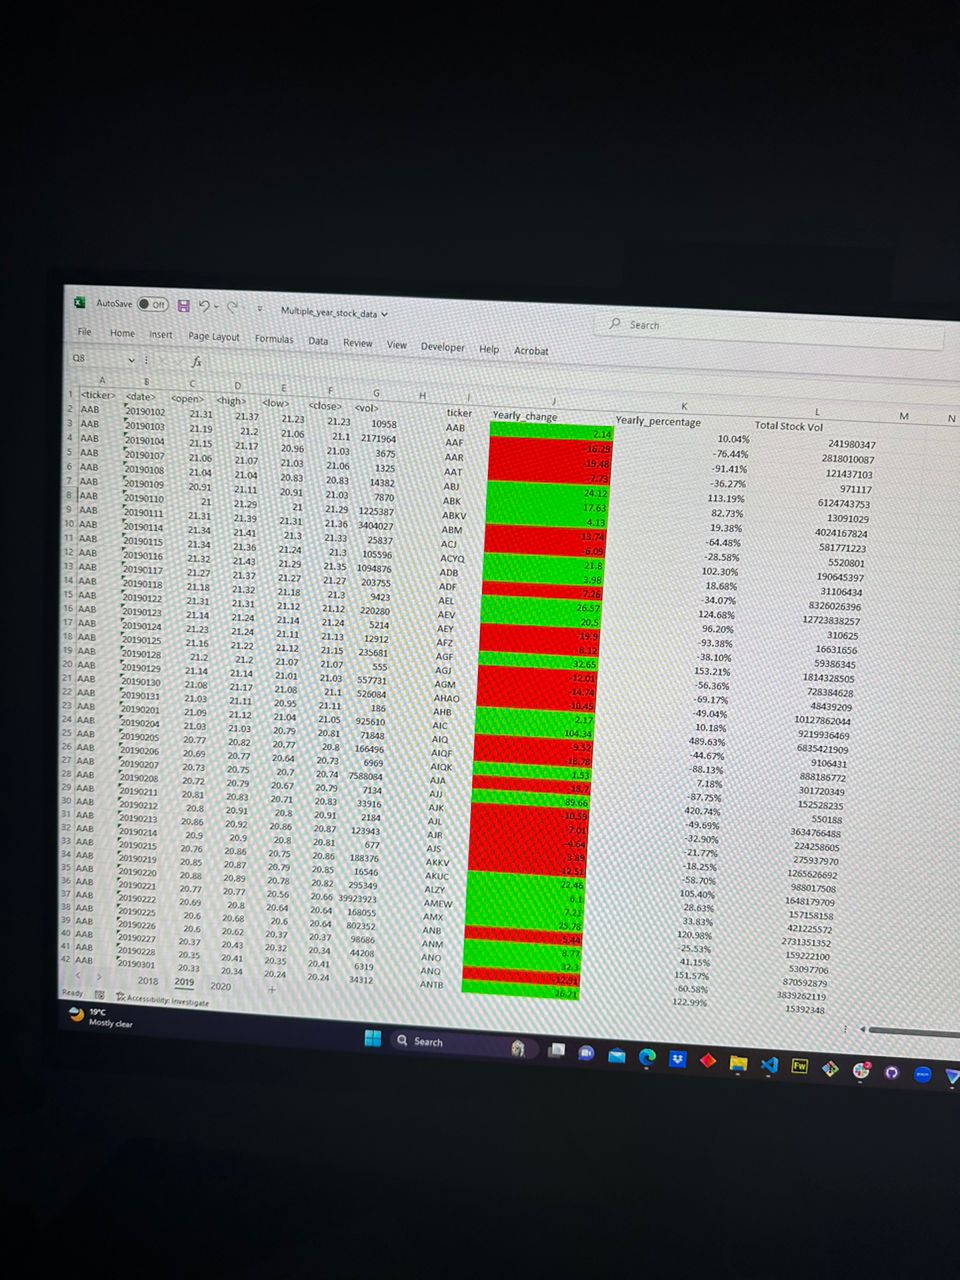 AutoSave Off Multiple_year_stock_data Search
File Home Insert Page Layout Formulas Data Review View Developer Help Acrobat
Q8 fx
A B C D E F G H I J K L M N
1 <ticker> <date> <open> <high> <low> <close> <vol> ticker Yearly_change Yearly_percentage Total Stock Vol
2 AAB 20190102 21.31 21.37 21.23 21.23 10958 AAB 2.14 10.04% 241980347
3 AAB 20190103 21.19 21.2 21.06 21.1 2171964 AAF -16.29 -76.44% 2818010087
4 AAB 20190104 21.15 21.17 20.96 21.03 3675 AAR -19.48 -91.41% 121437103
5 AAB 20190107 21.06 21.07 21.03 21.06 1325 AAT -7.73 -36.27% 971117
6 AAB 20190108 21.04 21.04 20.83 20.83 14382 ABJ 24.12 113.19% 6124743753
7 AAB 20190109 20.91 21.11 20.91 21.03 7870 ABK 17.63 82.73% 13091029
8 AAB 20190110 21 21.29 21 21.29 1225387 ABKV 4.13 19.38% 4024167824
9 AAB 20190111 21.31 21.39 21.31 21.36 3404027 ABM -13.74 -64.48% 581771223
10 AAB 20190114 21.34 21.41 21.3 21.33 25837 ACJ -6.09 -28.58% 5520801
11 AAB 20190115 21.34 21.36 21.24 21.3 105596 ACYQ 21.8 102.30% 190645397
12 AAB 20190116 21.32 21.43 21.29 21.35 1094876 ADB 3.98 18.68% 31106434
13 AAB 20190117 21.27 21.37 21.27 21.27 203755 ADF -7.26 -34.07% 8326026396
14 AAB 20190118 21.18 21.32 21.18 21.3 9423 AEL 26.57 124.68% 12723838257
15 AAB 20190122 21.31 21.31 21.12 21.12 220280 AEV 20.5 96.20% 310625
16 AAB 20190123 21.14 21.24 21.14 21.24 5214 AEY -19.9 -93.38% 16631656
17 AAB 20190124 21.23 21.24 21.11 21.13 12912 AFZ -8.12 -38.10% 59386345
18 AAB 20190125 21.16 21.22 21.12 21.15 235681 AGF 32.65 153.21% 1814328505
19 AAB 20190128 21.2 21.2 21.07 21.07 555 AGJ -12.01 -56.36% 728384628
20 AAB 20190129 21.14 21.14 21.01 21.03 557731 AGM -14.74 -69.17% 48439209
21 AAB 20190130 21.08 21.17 21.08 21.1 526084 AHAO -10.45 -49.04% 10127862044
22 AAB 20190131 21.03 21.11 20.95 21.11 186 AHB 2.17 10.18% 9219936469
23 AAB 20190201 21.09 21.12 21.04 21.05 925610 AIC 104.34 489.63% 6835421909
24 AAB 20190204 21.03 21.03 20.79 20.81 71848 AIQ -9.52 -44.67% 9106431
25 AAB 20190205 20.77 20.82 20.77 20.8 166496 AIQF -18.78 -88.13% 888186772
26 AAB 20190206 20.69 20.77 20.64 20.73 6969 AIQK 1.53 7.18% 301720349
27 AAB 20190207 20.73 20.75 20.7 20.74 7588084 AJA -18.7 -87.75% 152528235
28 AAB 20190208 20.72 20.79 20.67 20.79 7134 AJJ 89.66 420.74% 550188
29 AAB 20190211 20.81 20.83 20.71 20.83 33916 AJK -10.59 -49.69% 3634766488
30 AAB 20190212 20.8 20.91 20.8 20.91 2184 AJL -7.01 -32.90% 224258605
31 AAB 20190213 20.86 20.92 20.86 20.87 123943 AJR -4.64 -21.77% 275937970
32 AAB 20190214 20.9 20.9 20.8 20.81 677 AJS -3.89 -18.25% 1265626692
33 AAB 20190215 20.76 20.86 20.75 20.86 188376 AKKV -12.51 -58.70% 988017508
34 AAB 20190219 20.85 20.87 20.79 20.85 16546 AKUC 22.46 105.40% 1648179709
35 AAB 20190220 20.88 20.89 20.78 20.82 295349 ALZY 6.1 28.63% 157158158
36 AAB 20190221 20.77 20.77 20.56 20.66 39923923 AMEW 7.21 33.83% 421225572
37 AAB 20190222 20.69 20.8 20.64 20.64 168055 AMX 25.78 120.98% 2731351352
38 AAB 20190225 20.6 20.68 20.6 20.64 802352 ANB -5.44 -25.53% 159222100
39 AAB 20190226 20.6 20.62 20.37 20.37 98686 ANM 8.77 41.15% 53097706
40 AAB 20190227 20.37 20.43 20.32 20.34 44208 ANO 32.3 151.57% 870592879
41 AAB 20190228 20.35 20.41 20.35 20.41 6319 ANQ -12.91 -60.58% 3839262119
42 AAB 20190301 20.33 20.34 20.24 20.24 34312 ANTB 26.21 122.99% 15392348
2018 2019 2020 +
Ready Accessibility: Investigate
19°C
Mostly clear
Search
Fw